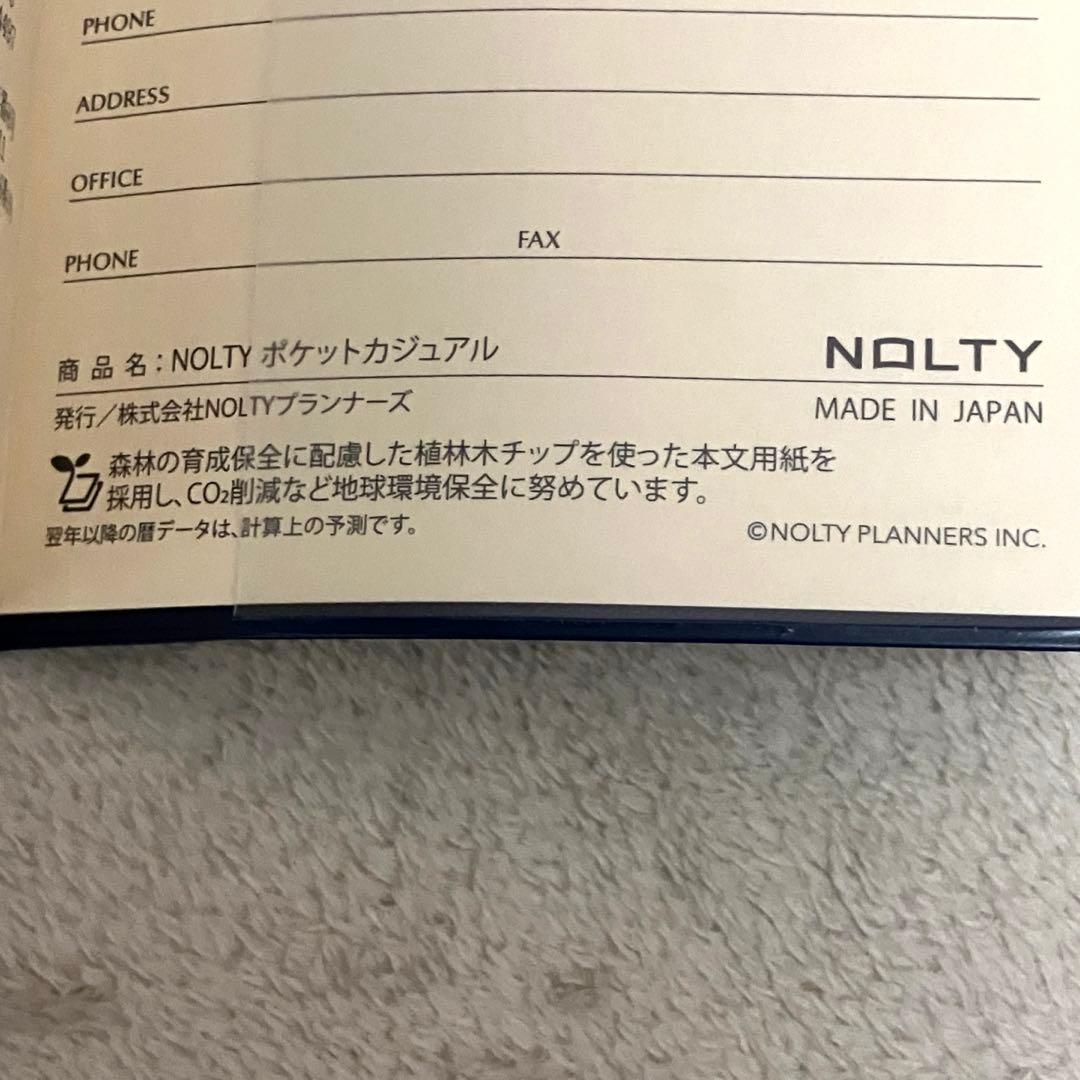 PHONE
ADDRESS
OFFICE
PHONE FAX
商品名：NOLTY ポケットカジュアル NOLTY
発行／株式会社NOLTYプランナーズ MADE IN JAPAN
森林の育成保全に配慮した植林木チップを使った本文用紙を
採用し、CO₂削減など地球環境保全に努めています。
翌年以降の暦データは、計算上の予測です。 ©NOLTY PLANNERS INC.